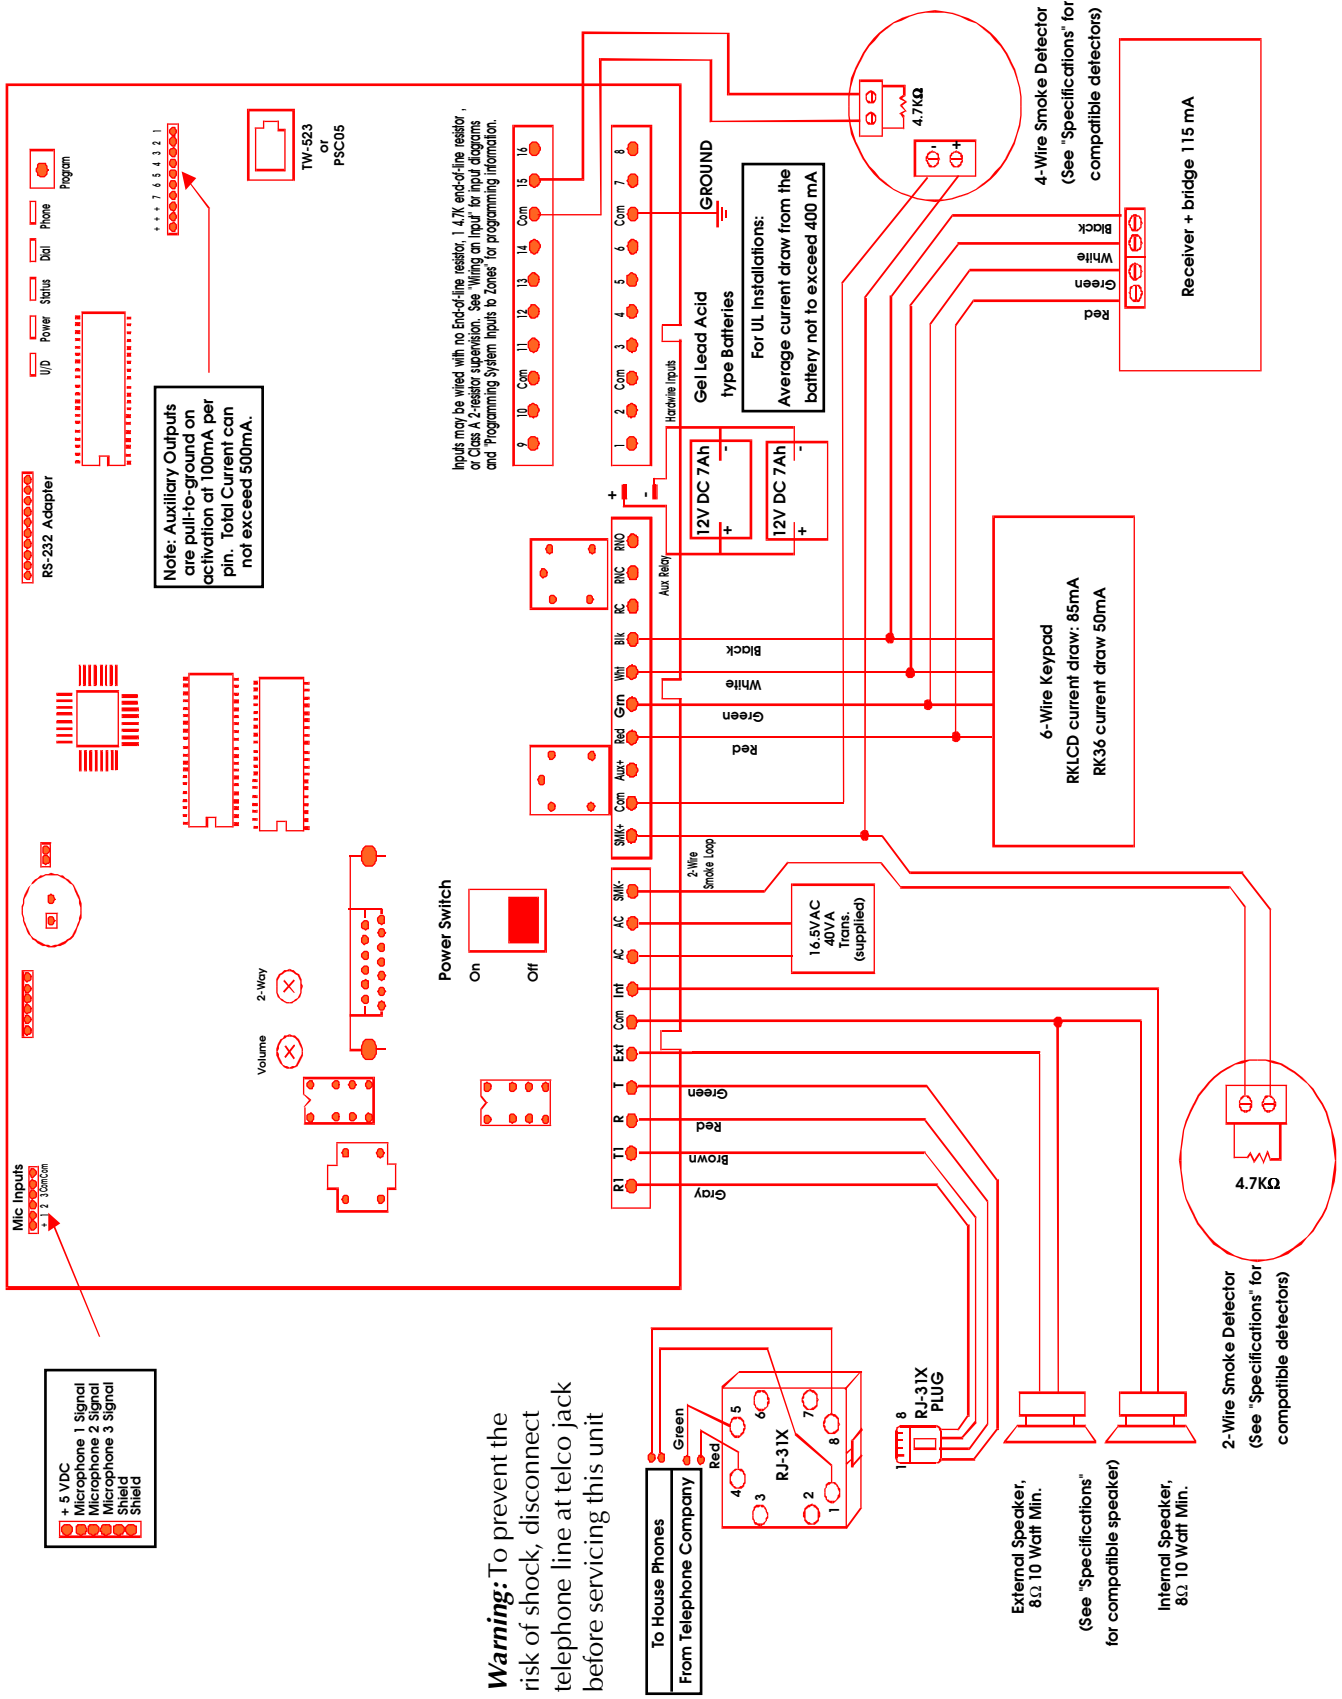 + 5 VDC
Microphone 1 Signal
Microphone 2 Signal
Microphone 3 Signal
Shield
Shield
Mic Inputs
+ 1 2 3 Com Com
RS-232 Adapter
U/D
Power
Status
Dial
Phone
Program
Note: Auxiliary Outputs
are pull-to-ground on
activation at 100mA per
pin. Total Current can
not exceed 500mA.
+ + + 7 6 5 4 3 2 1
TW-523
or
PSC05
Volume
2-Way
Power Switch
On
Off
Inputs may be wired with no End-of-line resistor, 1 4.7K end-of-line resistor ,
or Class A 2-resistor supervision. See "Wiring an Input" for input diagrams
and "Programming System Inputs to Zones" for programming information.
9 10 Com 11 12 13 14 Com 15 16
1 2 Com 3 4 5 6 Com 7 8
Hardwire Inputs
GROUND
R1 T1 R T Ext Com Int AC AC SMK-
SMK+ Com Aux+ Red Grn Wht Blk RC RNC RNO
2-Wire
Smoke Loop
Aux Relay
+
-
Gray
Brown
Red
Green
Red
Green
White
Black
12V DC 7Ah
+ -
12V DC 7Ah
+ -
Gel Lead Acid
type Batteries
For UL Installations:
Average current draw from the
battery not to exceed 400 mA
Warning: To prevent the
risk of shock, disconnect
telephone line at telco jack
before servicing this unit
To House Phones
From Telephone Company
Green
Red
RJ-31X
1
2
3
4
5
6
7
8
1 8
RJ-31X
PLUG
16.5VAC
40VA
Trans.
(supplied)
6-Wire Keypad
RKLCD current draw: 85mA
RK36 current draw 50mA
4.7KΩ
- +
4-Wire Smoke Detector
(See "Specifications" for
compatible detectors)
Red
Green
White
Black
Receiver + bridge 115 mA
External Speaker,
8Ω 10 Watt Min.
(See "Specifications"
for compatible speaker)
Internal Speaker,
8Ω 10 Watt Min.
4.7KΩ
2-Wire Smoke Detector
(See "Specifications" for
compatible detectors)